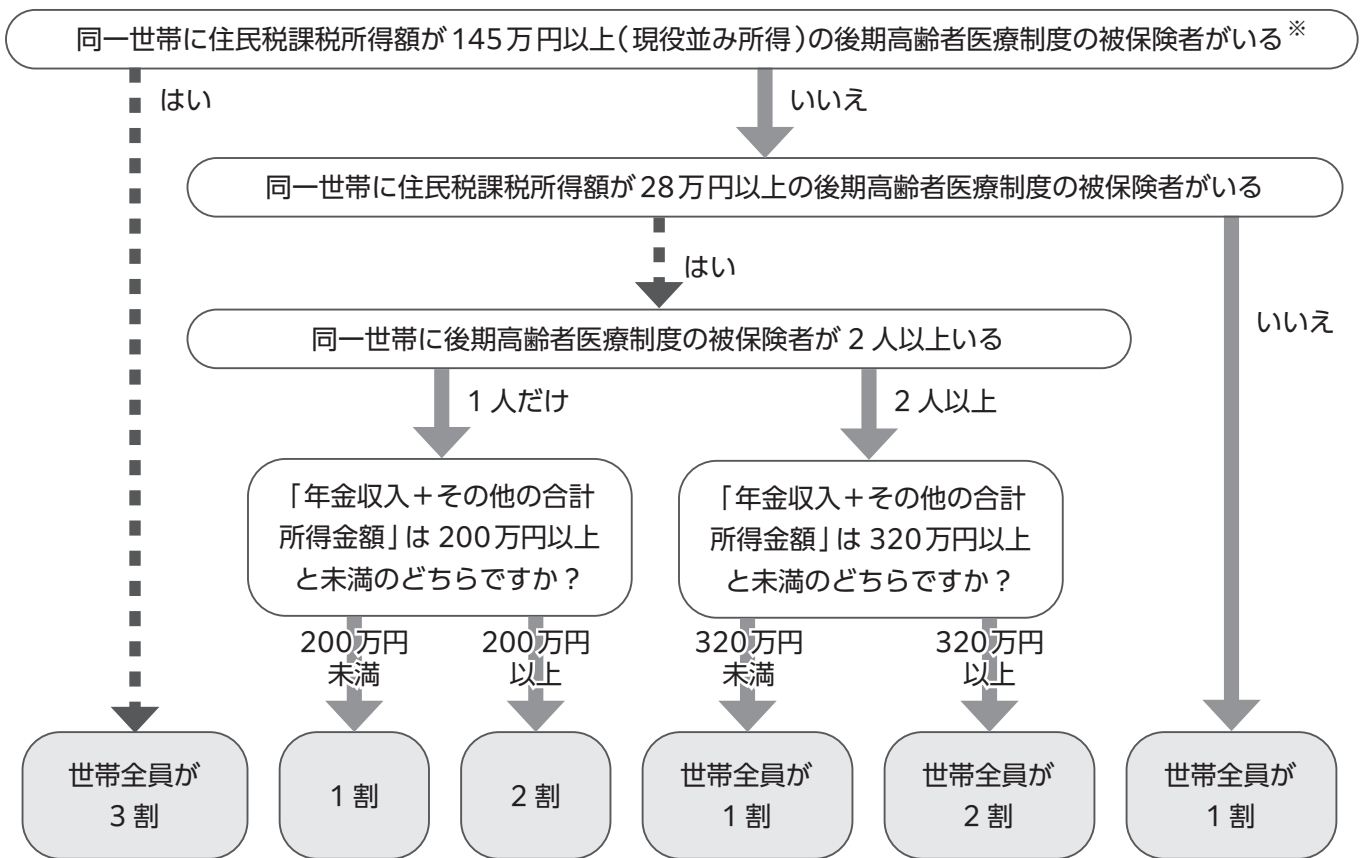 同一世帯に住民税課税所得額が145万円以上(現役並み所得)の後期高齢者医療制度の被保険者がいる※
はい
いいえ
同一世帯に住民税課税所得額が28万円以上の後期高齢者医療制度の被保険者がいる
はい
いいえ
同一世帯に後期高齢者医療制度の被保険者が2人以上いる
1人だけ
2人以上
「年金収入+その他の合計
所得金額」は200万円以上
と未満のどちらですか?
「年金収入+その他の合計
所得金額」は320万円以上
と未満のどちらですか?
200万円
未満
200万円
以上
320万円
未満
320万円
以上
世帯全員が
3割
1割
2割
世帯全員が
1割
世帯全員が
2割
世帯全員が
1割